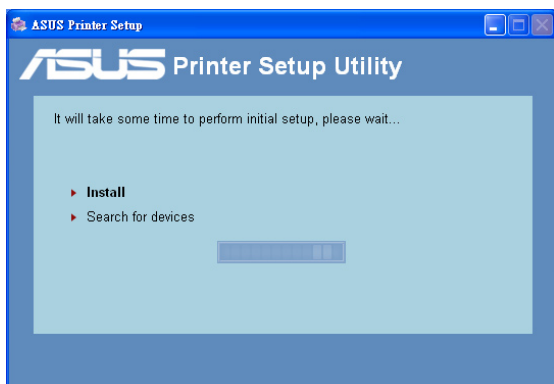 ASUS Printer Setup
ASUS Printer Setup Utility
It will take some time to perform initial setup, please wait...
Install
Search for devices